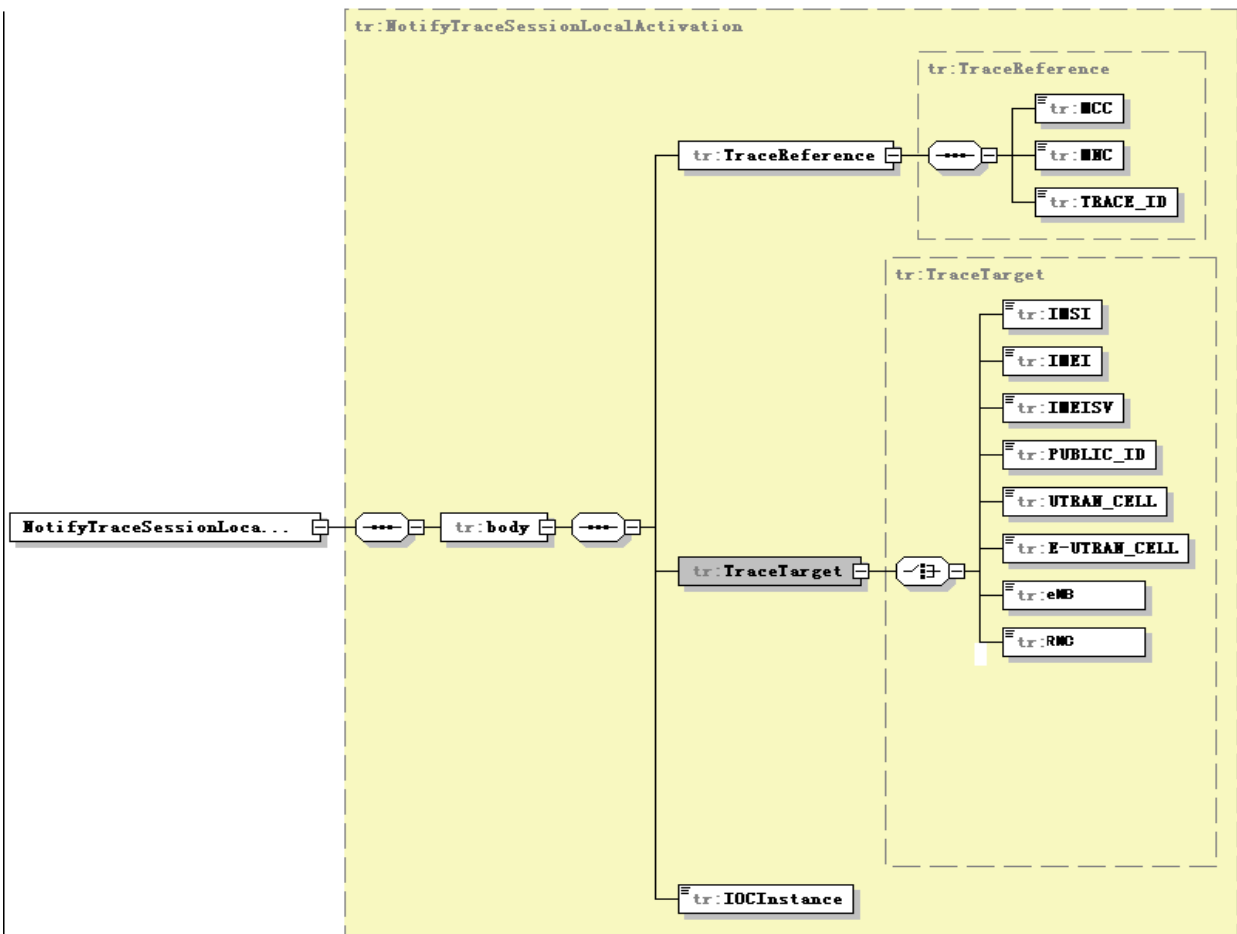 tr:NotifyTraceSessionLocalActivation
tr:TraceReference
tr:MCC
tr:TraceReference
tr:MNC
tr:TRACE_ID
tr:TraceTarget
tr:IMSI
tr:IMEI
tr:IMEISV
tr:PUBLIC_ID
tr:UTRAN_CELL
NotifyTraceSessionLoca...
tr:body
tr:E-UTRAN_CELL
tr:TraceTarget
tr:eNB
tr:RNC
tr:IOCInstance